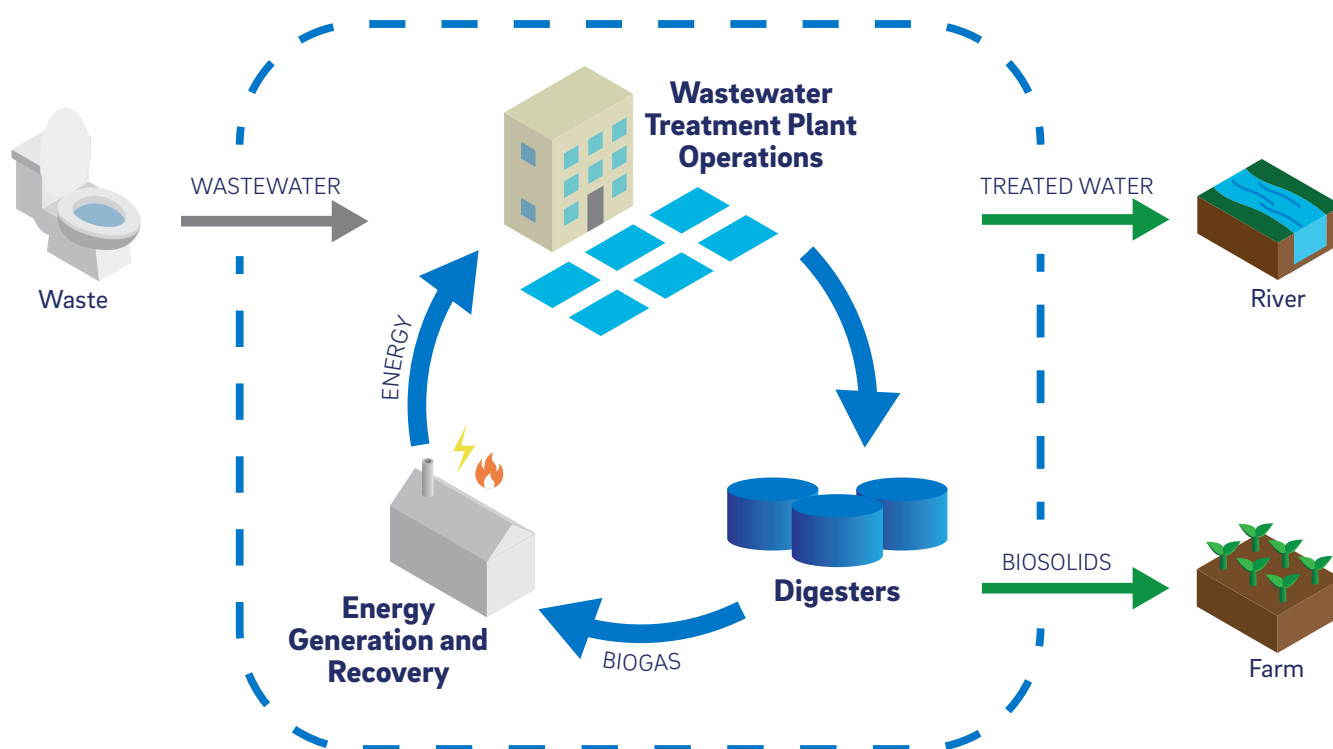 Wastewater
Treatment Plant
Operations
WASTEWATER
TREATED WATER
Waste
River
ENERGY
Digesters
BIOSOLIDS
Energy
Generation and
Recovery
BIOGAS
Farm